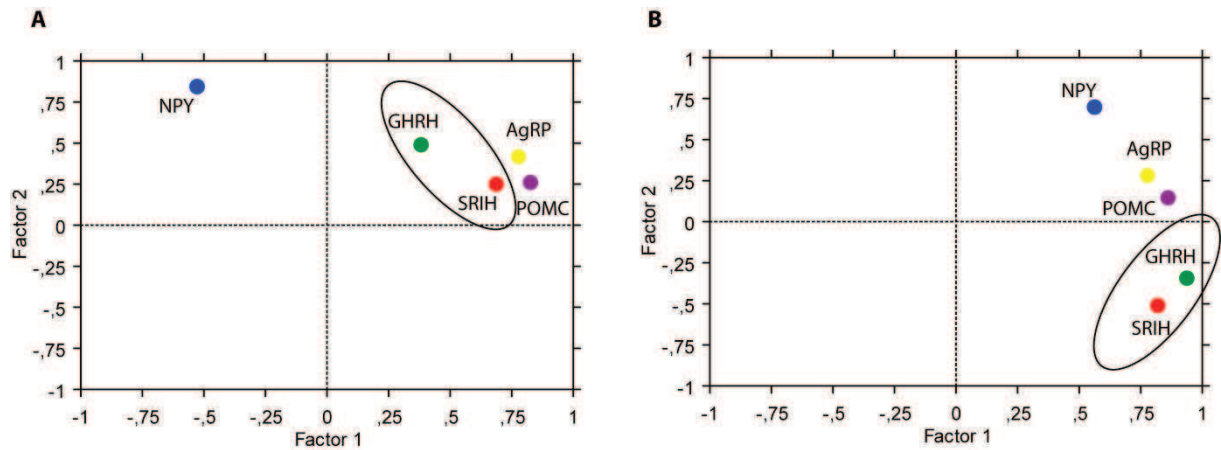 A
1
,75
,5
,25
0
-,25
-,5
-,75
-1
Factor 2
NPY
GHRH
AgRP
SRIH
POMC
-1 -,75 -,5 -,25 0 ,25 ,5 ,75 1
Factor 1
B
1
,75
,5
,25
0
-,25
-,5
-,75
-1
Factor 2
NPY
AgRP
POMC
GHRH
SRIH
-1 -,75 -,5 -,25 0 ,25 ,5 ,75 1
Factor 1